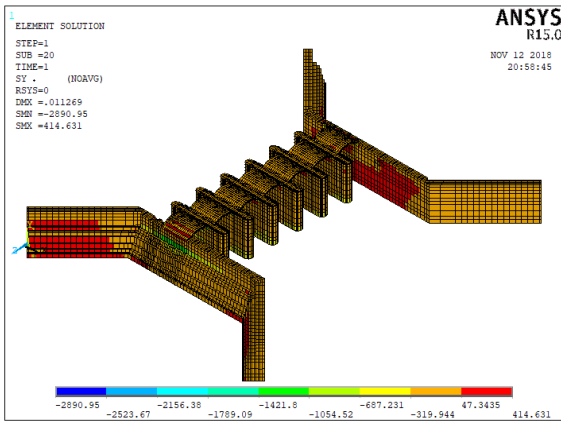 1
ELEMENT SOLUTION
STEP=1
SUB =20
TIME=1
SY . (NOAVG)
RSYS=0
DMX =.011269
SMN =-2890.95
SMX =414.631
ANSYS
R15.0
NOV 12 2018
20:58:45
Z
-2890.95 -2156.38 -1421.8 -687.231 47.3435
-2523.67 -1789.09 -1054.52 -319.944 414.631